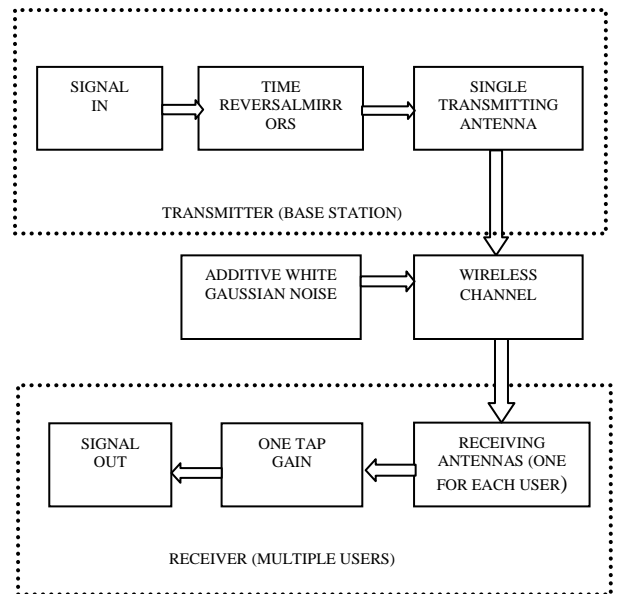 SIGNAL
IN
TIME
REVERSALMIRR
ORS
SINGLE
TRANSMITTING
ANTENNA
TRANSMITTER (BASE STATION)
ADDITIVE WHITE
GAUSSIAN NOISE
WIRELESS
CHANNEL
SIGNAL
OUT
ONE TAP
GAIN
RECEIVING
ANTENNAS (ONE
FOR EACH USER)
RECEIVER (MULTIPLE USERS)